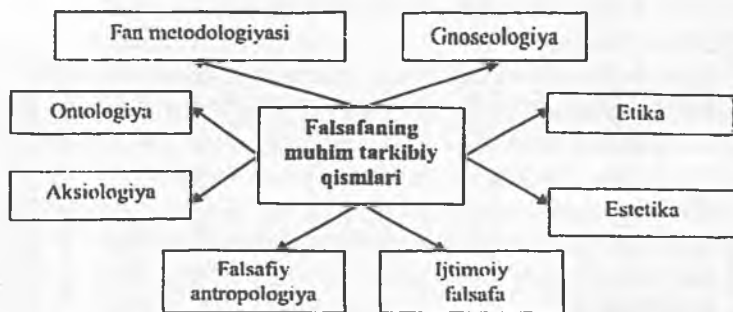 Fan metodologiyasi
Gnoseologiya
Ontologiya
Falsafaning
muhim tarkibiy
qismlari
Etika
Aksiologiya
Estetika
Falsafiy
antropologiya
Ijtimoiy
falsafa